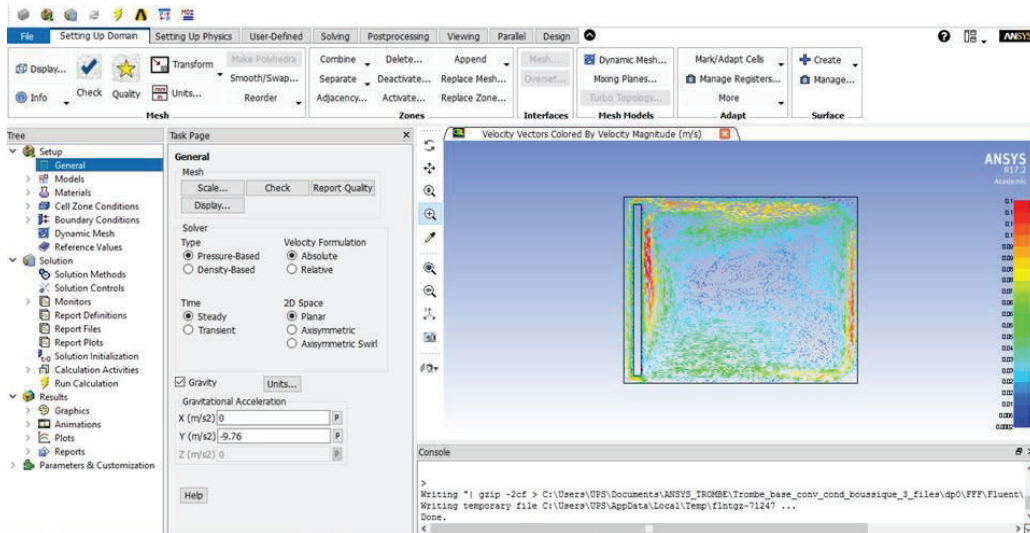 File Setting Up Domain Setting Up Physics User-Defined Solving Postprocessing Viewing Parallel Design ANSYS
Display... Transform Make Polyhedra Combine Delete... Append Mesh... Dynamic Mesh... Mark/Adapt Cells Create
Smooth/Swap... Separate Deactivate... Replace Mesh... Overset... Mixing Planes... Manage Registers... Manage...
Info Check Quality Units... Reorder Adjacency... Activate... Replace Zone... Turbo Topology... More
Mesh Zones Interfaces Mesh Models Adapt Surface
Tree
Setup
General
Models
Materials
Cell Zone Conditions
Boundary Conditions
Dynamic Mesh
Reference Values
Solution
Solution Methods
Solution Controls
Monitors
Report Definitions
Report Files
Report Plots
Solution Initialization
Calculation Activities
Run Calculation
Results
Graphics
Animations
Plots
Reports
Parameters & Customization
Task Page
General
Mesh
Scale... Check Report Quality
Display...
Solver
Type Velocity Formulation
Pressure-Based Absolute
Density-Based Relative
Time 2D Space
Steady Planar
Transient Axisymmetric
Axisymmetric Swirl
Gravity Units...
Gravitational Acceleration
X (m/s2) 0 P
Y (m/s2) -9.76 P
Z (m/s2) 0 P
Help
Velocity Vectors Colored By Velocity Magnitude (m/s)
ANSYS
R17.2
Academic
0.1
0.1
0.1
0.09
Console
>
Writing "| gzip -2cf > C:\Users\UPS\Documents\ANSYS_TROMBE\Trombe_base_conv_cond_boussique_3_files\dp0\FFF\Fluent\
Writing temporary file C:\Users\UPS\AppData\Local\Temp\flntgz-71247 ...
Done.